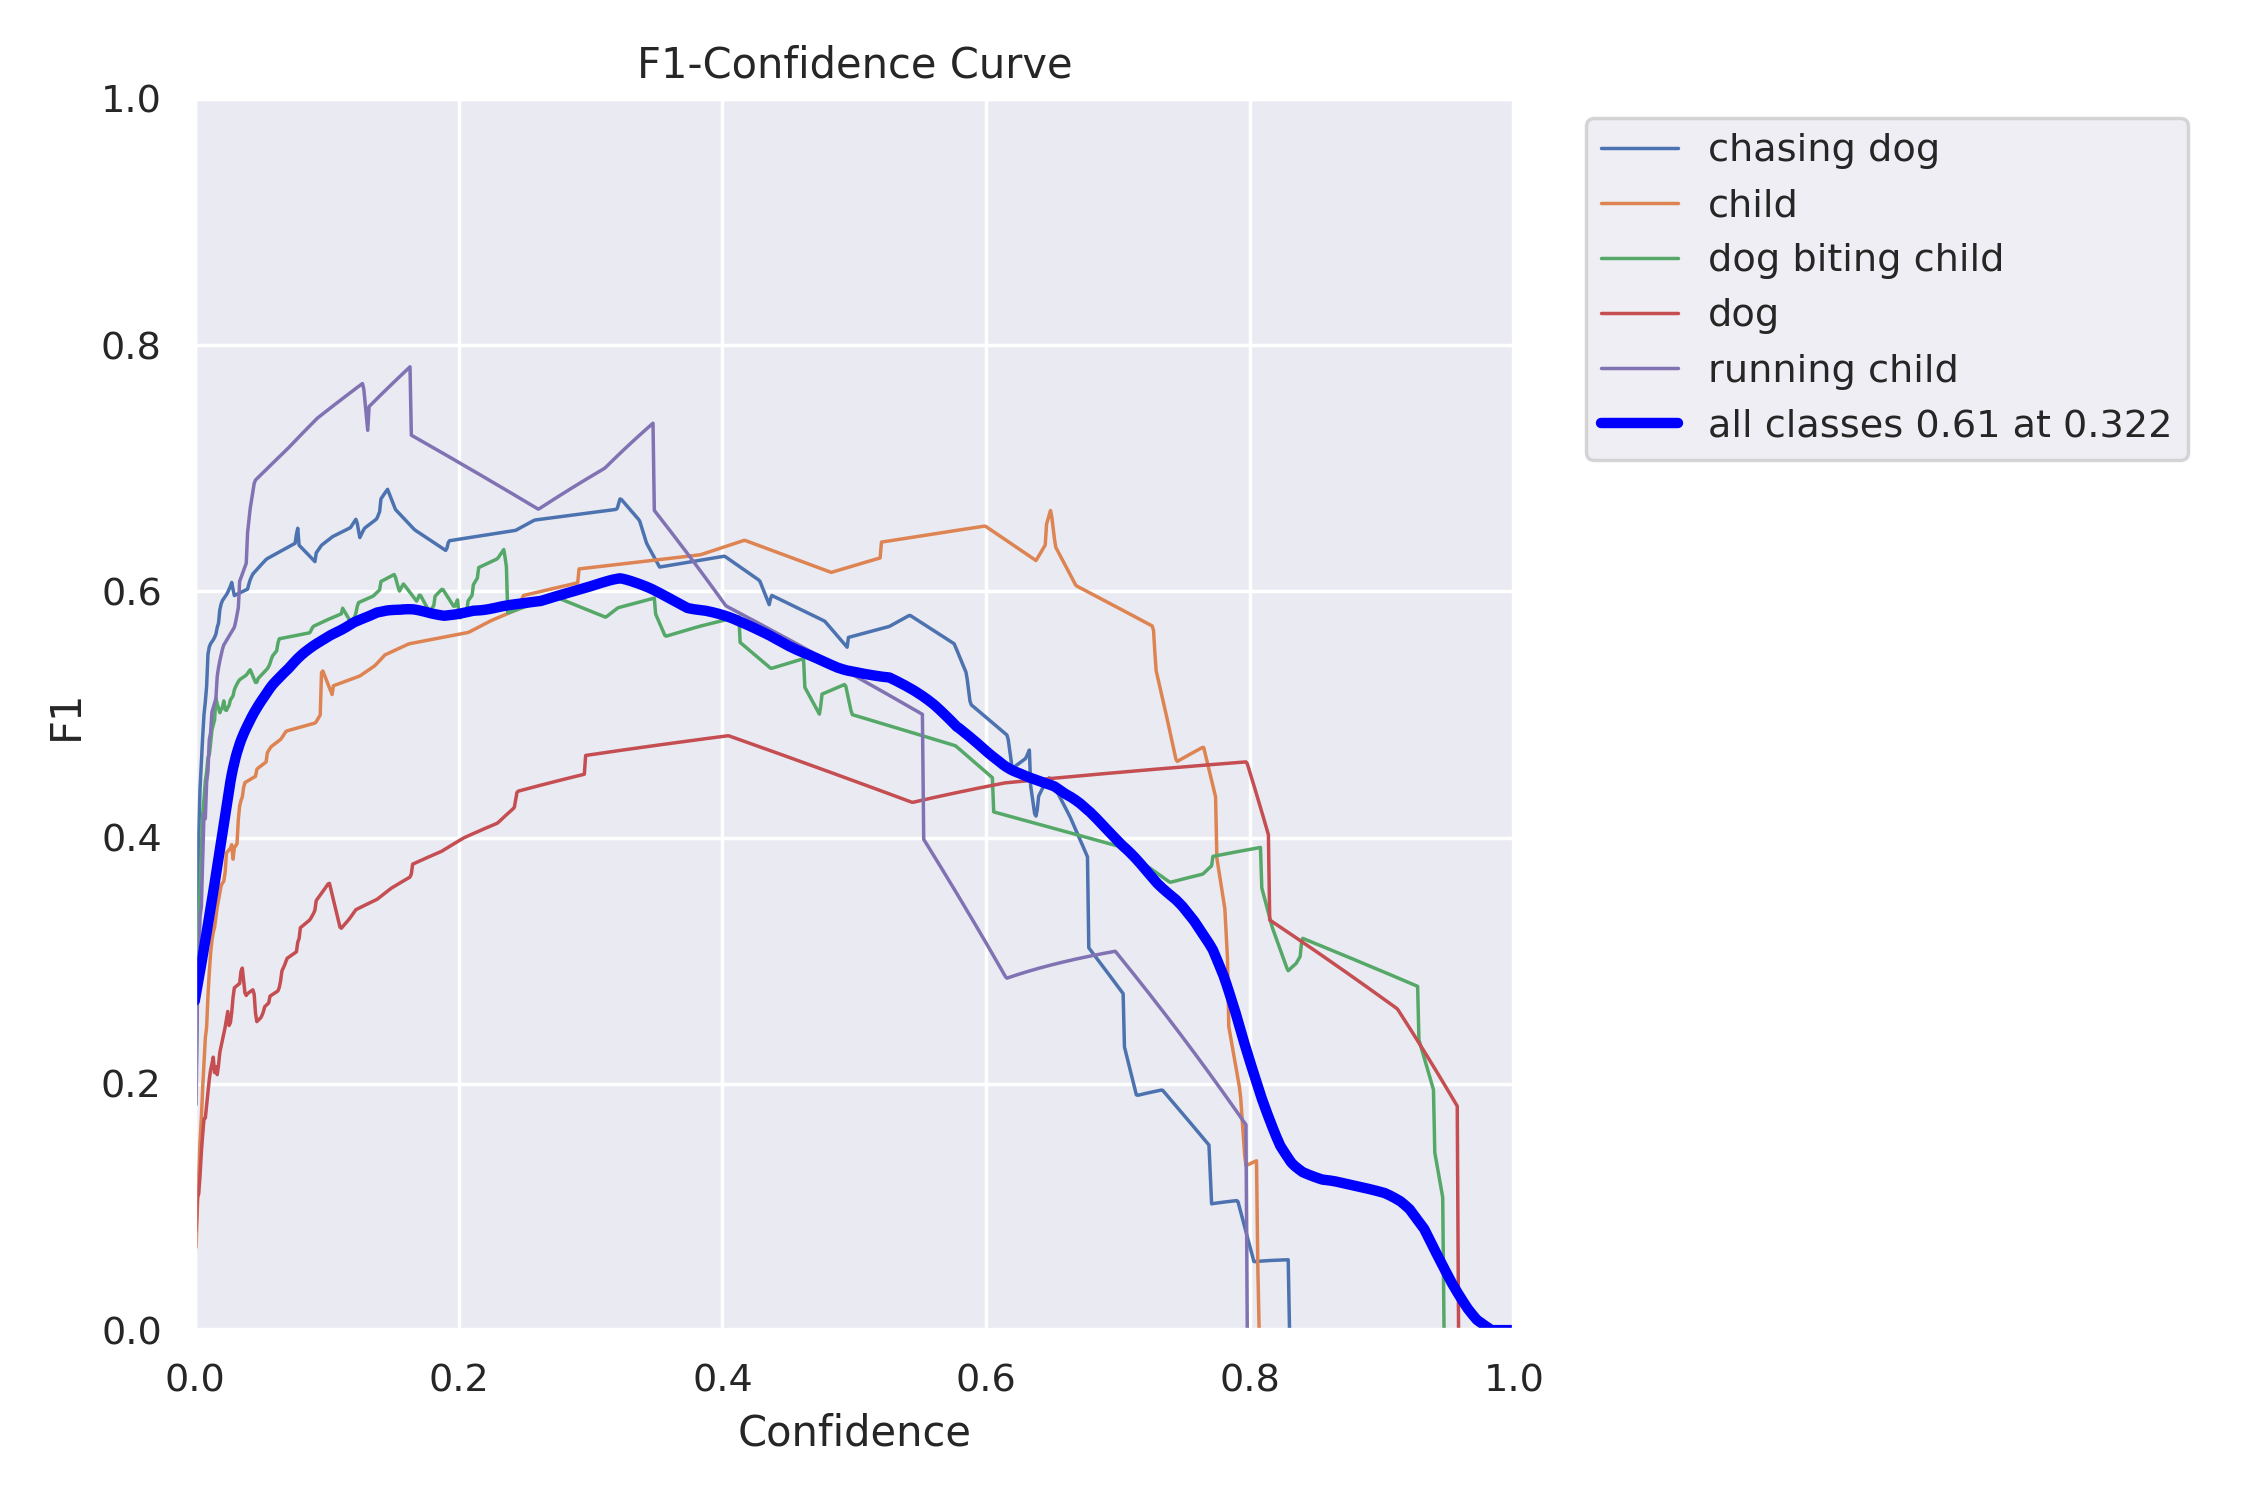 F1-Confidence Curve
1.0
0.8
0.6
0.4
0.2
0.0
F1
0.0 0.2 0.4 0.6 0.8 1.0
Confidence
chasing dog
child
dog biting child
dog
running child
all classes 0.61 at 0.322